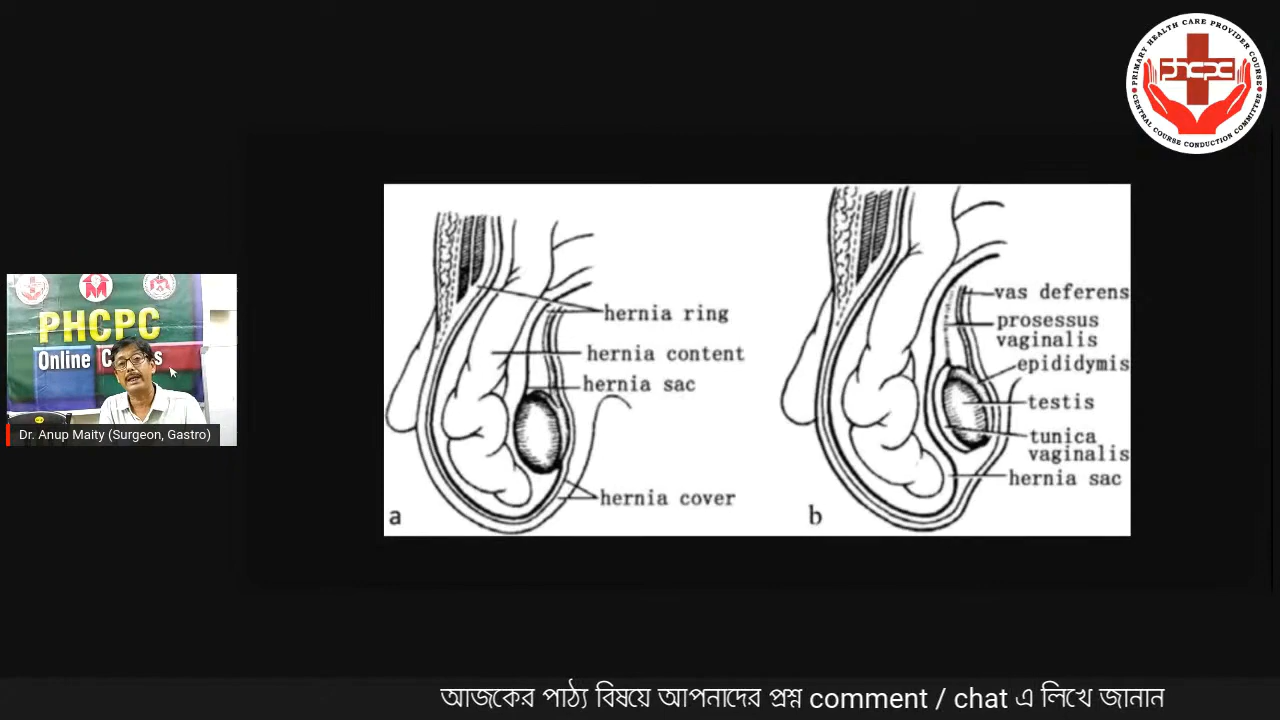 PRIMARY HEALTH CARE PROVIDER COURSE
phcpc
CENTRAL COURSE CONDUCTION COMMITTEE
PHCPC
Online
Dr. Anup Maity (Surgeon, Gastro)
hernia ring
hernia content
hernia sac
hernia cover
a
vas deferens
prosessus
vaginalis
epididymis
testis
tunica
vaginalis
hernia sac
b
আজকের পাঠ্য বিষয়ে আপনাদের প্রশ্ন comment / chat এ লিখে জানান